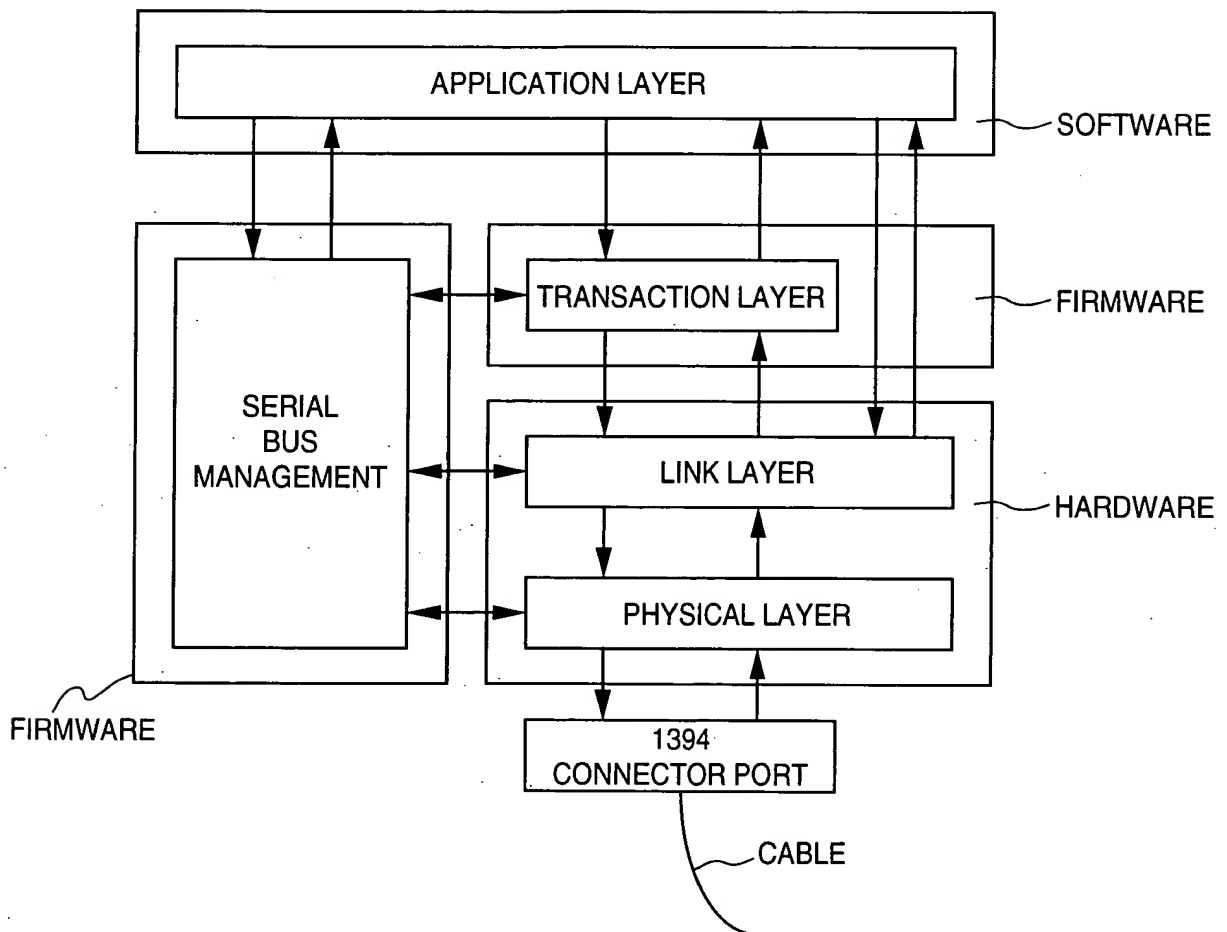 APPLICATION LAYER
SOFTWARE
TRANSACTION LAYER
FIRMWARE
SERIAL
BUS
MANAGEMENT
LINK LAYER
HARDWARE
PHYSICAL LAYER
FIRMWARE
1394
CONNECTOR PORT
CABLE